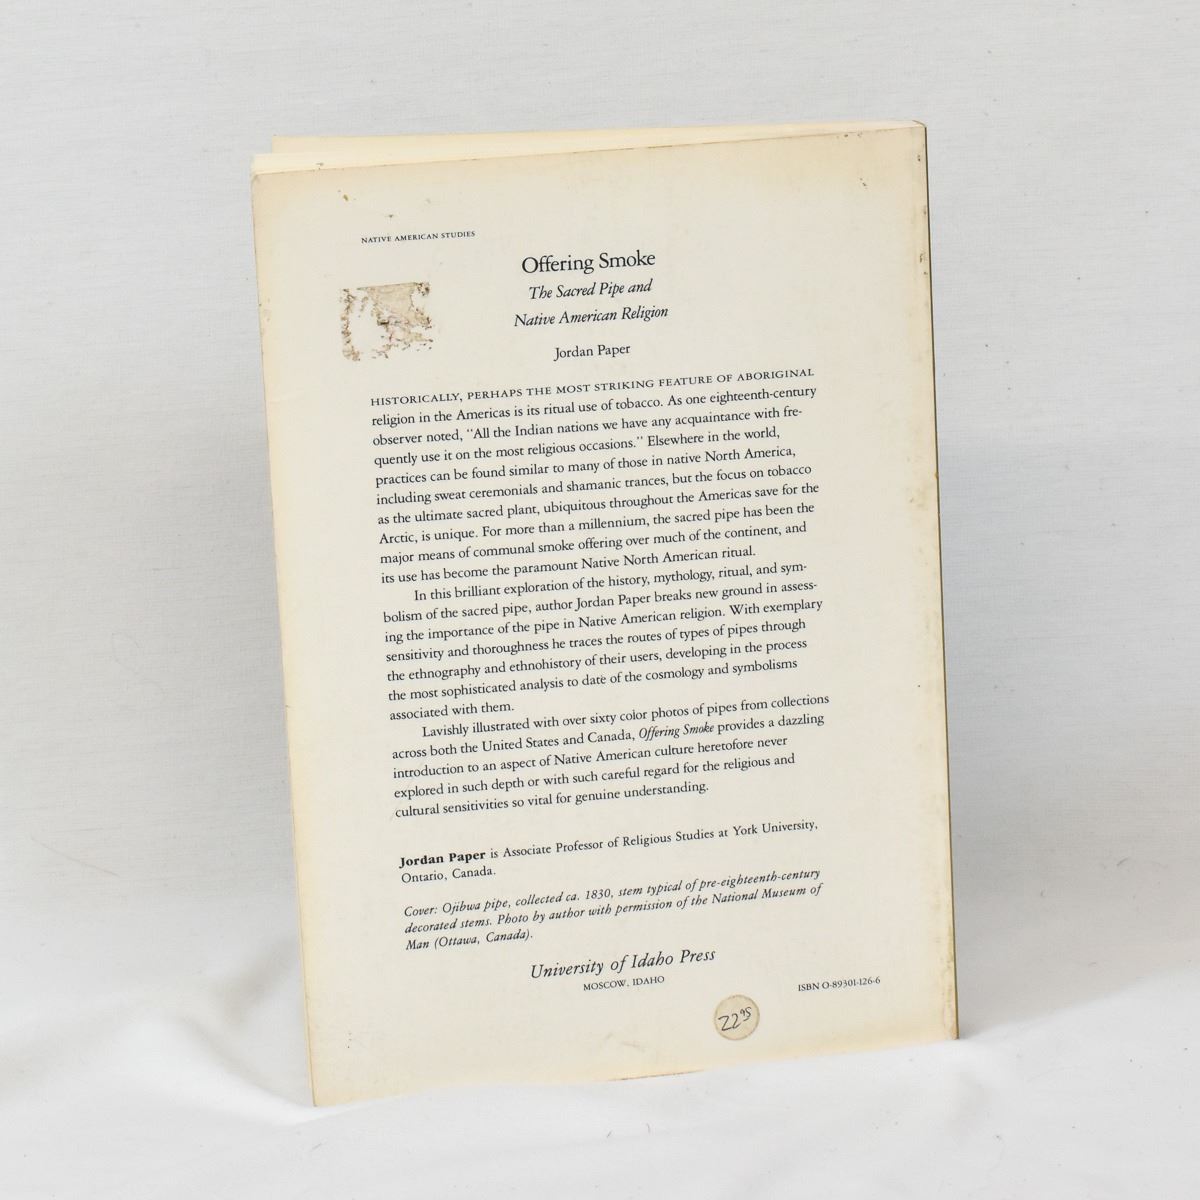 NATIVE AMERICAN STUDIES
Offering Smoke
The Sacred Pipe and
Native American Religion
Jordan Paper
HISTORICALLY, PERHAPS THE MOST STRIKING FEATURE OF ABORIGINAL
religion in the Americas is its ritual use of tobacco. As one eighteenth-century
observer noted, "All the Indian nations we have any acquaintance with fre-
quently use it on the most religious occasions." Elsewhere in the world,
practices can be found similar to many of those in native North America,
including sweat ceremonials and shamanic trances, but the focus on tobacco
as the ultimate sacred plant, ubiquitous throughout the Americas save for the
Arctic, is unique. For more than a millennium, the sacred pipe has been the
major means of communal smoke offering over much of the continent, and
its use has become the paramount Native North American ritual.
In this brilliant exploration of the history, mythology, ritual, and sym-
bolism of the sacred pipe, author Jordan Paper breaks new ground in assess-
ing the importance of the pipe in Native American religion. With exemplary
sensitivity and thoroughness he traces the routes of types of pipes through
the ethnography and ethnohistory of their users, developing in the process
the most sophisticated analysis to date of the cosmology and symbolisms
associated with them.
Lavishly illustrated with over sixty color photos of pipes from collections
across both the United States and Canada, Offering Smoke provides a dazzling
introduction to an aspect of Native American culture heretofore never
explored in such depth or with such careful regard for the religious and
cultural sensitivities so vital for genuine understanding.
Jordan Paper is Associate Professor of Religious Studies at York University,
Ontario, Canada.
Cover: Ojibwa pipe, collected ca. 1830, stem typical of pre-eighteenth-century
decorated stems. Photo by author with permission of the National Museum of
Man (Ottawa, Canada).
University of Idaho Press
MOSCOW, IDAHO
ISBN 0-89301-126-6
22 95